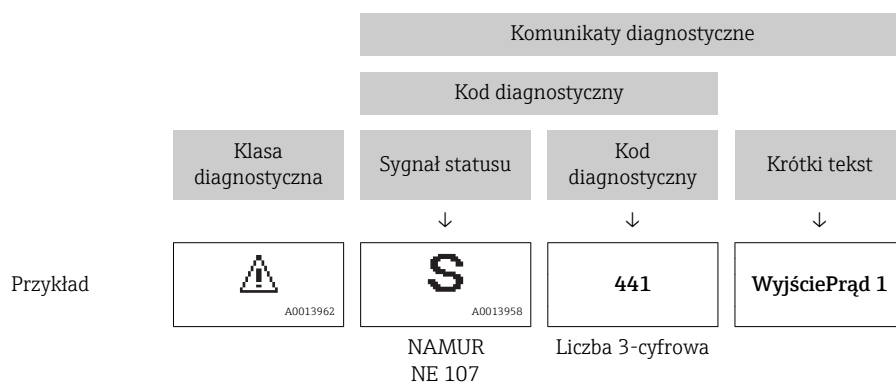 Komunikaty diagnostyczne
Kod diagnostyczny
Klasa
diagnostyczna
Sygnał statusu
Kod
diagnostyczny
Krótki tekst
↓ ↓ ↓
Przykład
A0013962
S
A0013958
441
WyjściePrąd 1
NAMUR
NE 107
Liczba 3-cyfrowa